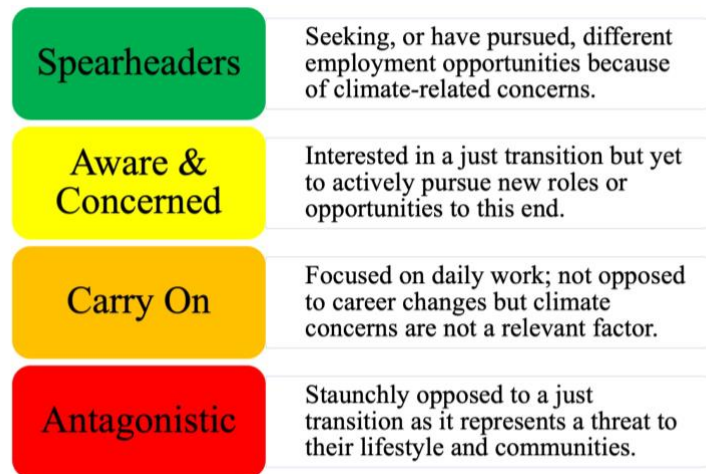 Spearheaders
Seeking, or have pursued, different
employment opportunities because
of climate-related concerns.
Aware &
Concerned
Interested in a just transition but yet
to actively pursue new roles or
opportunities to this end.
Carry On
Focused on daily work; not opposed
to career changes but climate
concerns are not a relevant factor.
Antagonistic
Staunchly opposed to a just
transition as it represents a threat to
their lifestyle and communities.